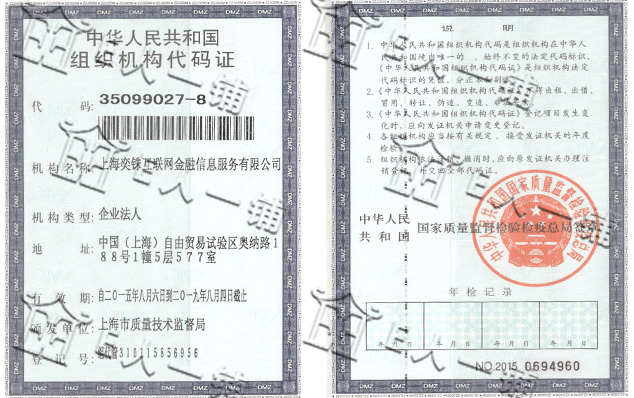 中华人民共和国
组织机构代码证
代 码: 35099027-8
机构名称: 上海 互联网金融信息服务有限公司
机构类型: 企业法人
地 址: 中国（上海）自由贸易试验区奥纳路1
88号1幢5层577室
有 效 期: 自二〇一五年八月六日到二〇一九年八月四日截止
颁发单位: 上海市质量技术监督局
登 记 号: 组代管310115856956
说 明
1. 中华人民共和国组织机构代码是组织机构在中华人
民共和国境内唯一的、始终不变的法定代码标识，
《中华人民共和国组织机构代码证》是组织机构法定
代码标识的凭证，分正本和副本。
2. 《中华人民共和国组织机构代码证》不得出租、出借、
冒用、转让、伪造、变造、非法买卖。
3. 《中华人民共和国组织机构代码证》登记项目发生变
化时，应向发证机关申请变更登记。
4. 各组织机构应当按有关规定，接受发证机关的年度
检验。
5. 组织机构依法注销、撤消时，应向原发证机关办理注
销登记，并交回全部代码证。
中华人民
共和国 国家质量监督检验检疫总局签章
中华人民共和国国家质量监督检验检疫总局
年检记录
年 月 日 年 月 日 年 月 日 年 月 日
NO.2015 0594960